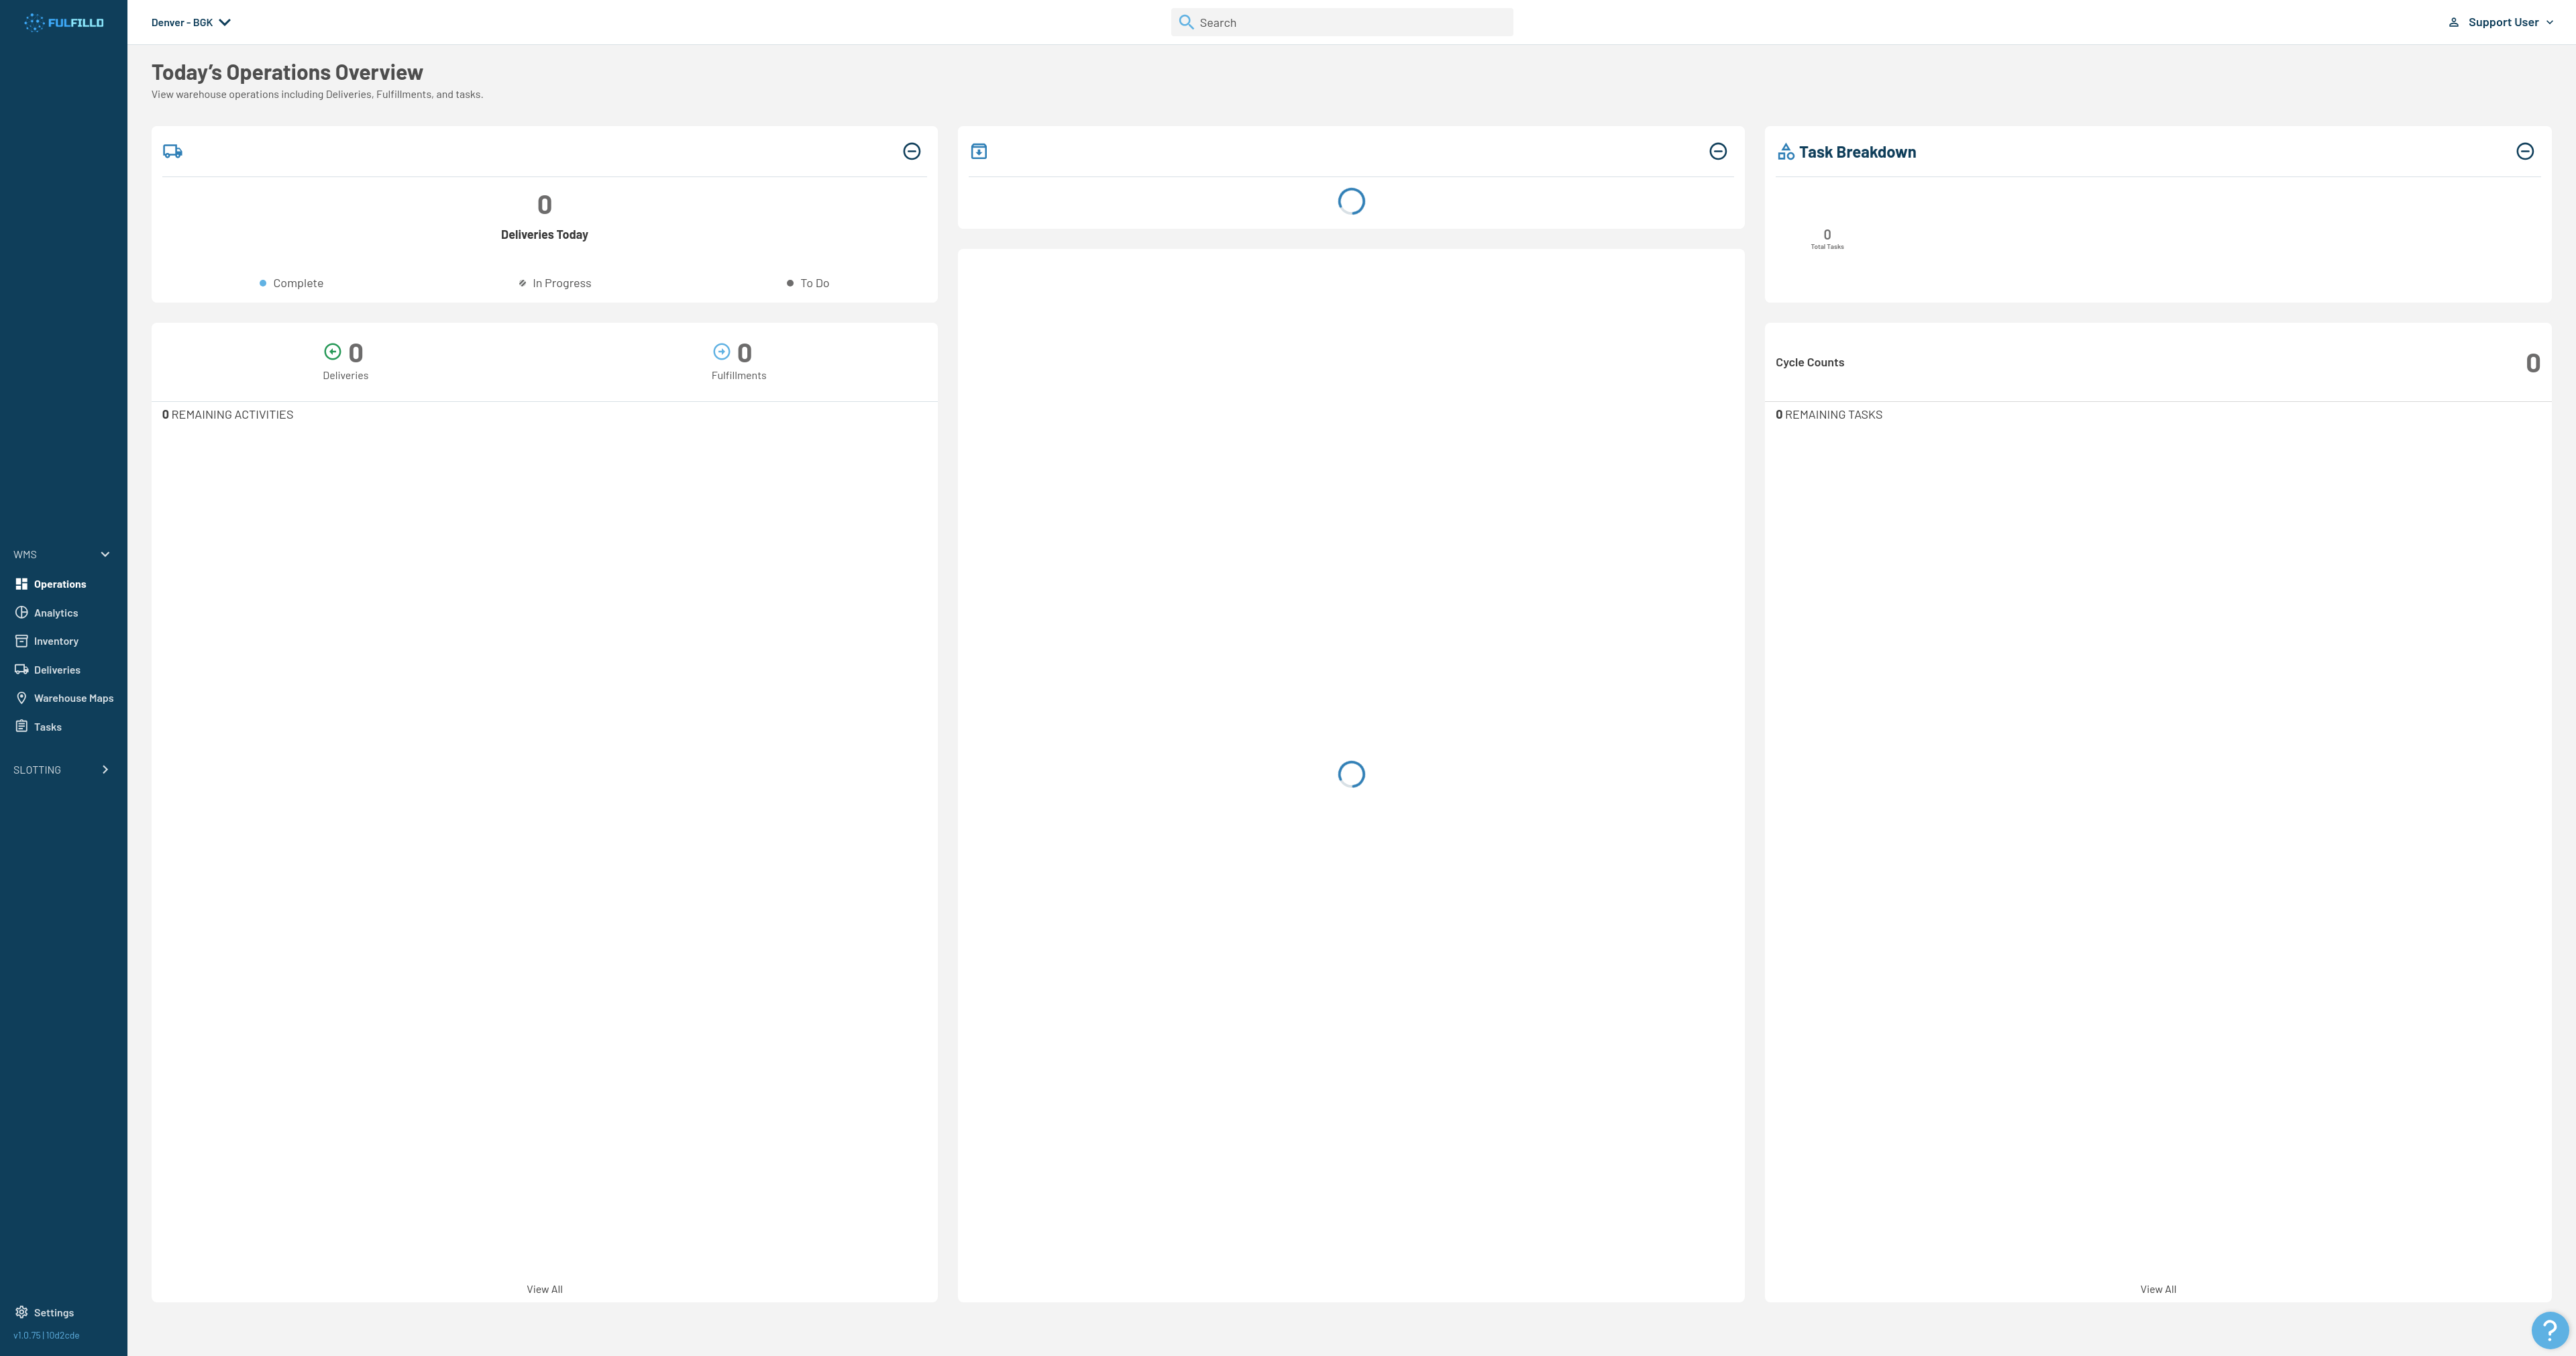 FULFILLD
Denver - BGK
Search
Support User
Today’s Operations Overview
View warehouse operations including Deliveries, Fulfillments, and tasks.
0
Deliveries Today
Complete
In Progress
To Do
0
Deliveries
0
Fulfillments
0 REMAINING ACTIVITIES
View All
Task Breakdown
0
Total Tasks
Cycle Counts
0
0 REMAINING TASKS
View All
WMS
Operations
Analytics
Inventory
Deliveries
Warehouse Maps
Tasks
SLOTTING
Settings
v1.0.75 | 10d2cde